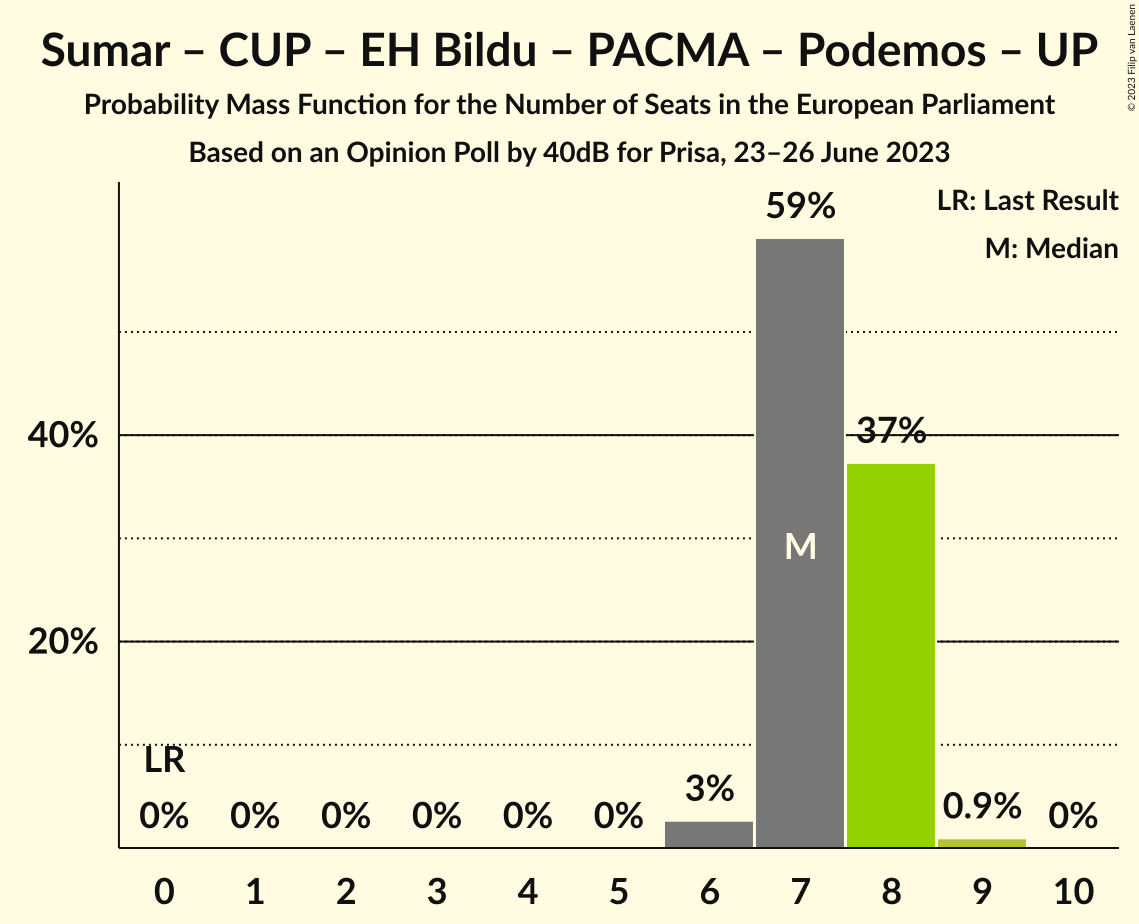 Sumar – CUP – EH Bildu – PACMA – Podemos – UP
Probability Mass Function for the Number of Seats in the European Parliament
Based on an Opinion Poll by 40dB for Prisa, 23–26 June 2023
© 2023 Filip van Laenen
LR: Last Result
M: Median
59%
40%
37%
M
20%
LR
0% 0% 0% 0% 0% 0% 3% 0.9% 0%
0 1 2 3 4 5 6 7 8 9 10